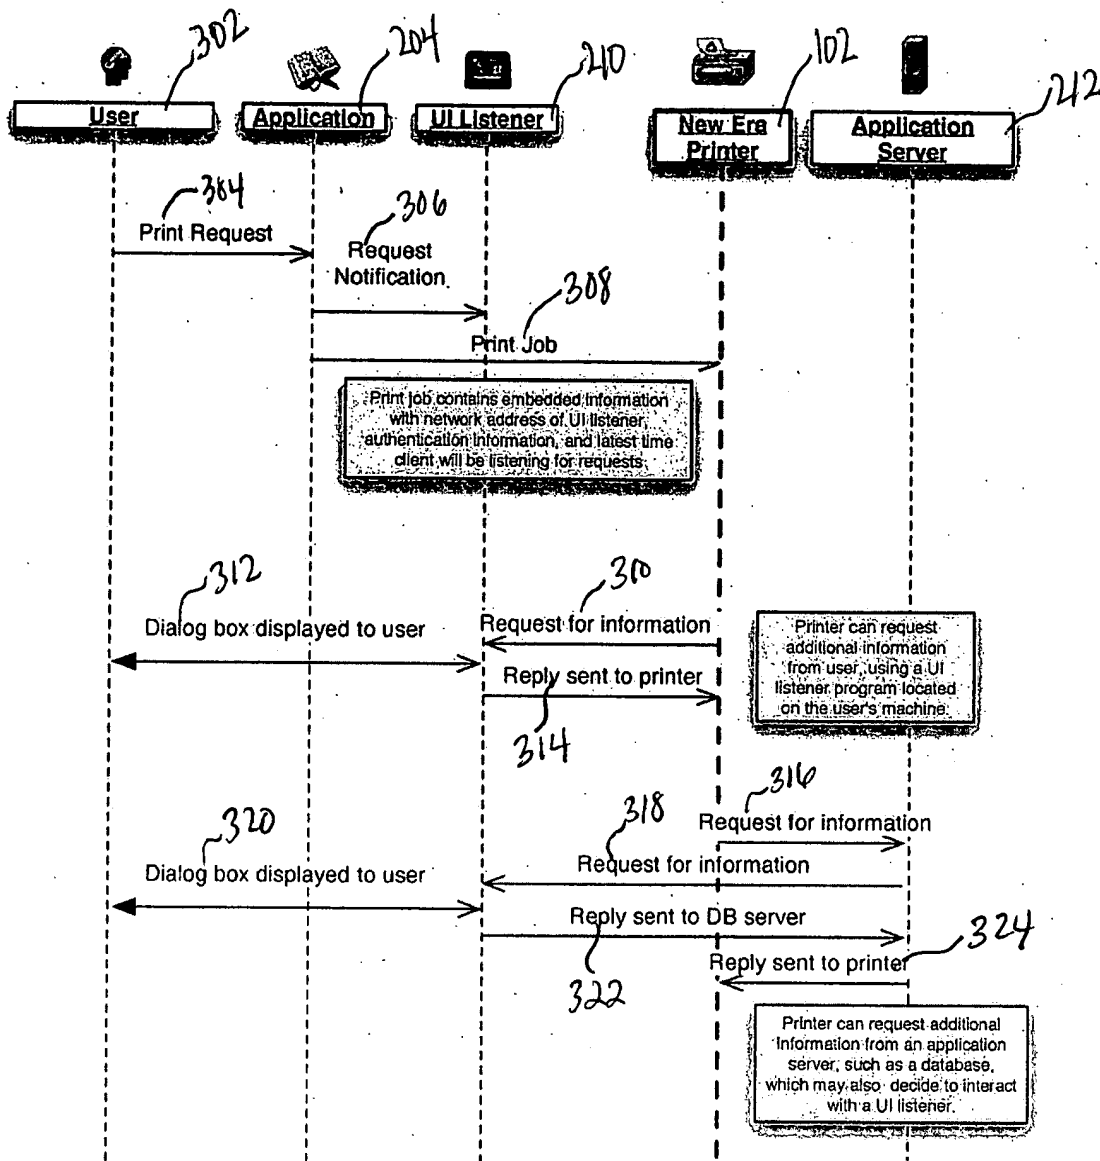 302
204
210
102
212
User
Application
UI Listener
New Era
Printer
Application
Server
304
Print Request
306
Request
Notification
308
Print Job
Print job contains embedded information
with network address of UI listener,
authentication information, and latest time
client will be listening for requests.
312
Dialog box displayed to user
310
Request for information
Reply sent to printer
314
Printer can request
additional information
from user, using a UI
listener program located
on the user's machine.
316
Request for information
318
Request for information
320
Dialog box displayed to user
Reply sent to DB server
322
324
Reply sent to printer
Printer can request additional
information from an application
server, such as a database,
which may also decide to interact
with a UI listener.